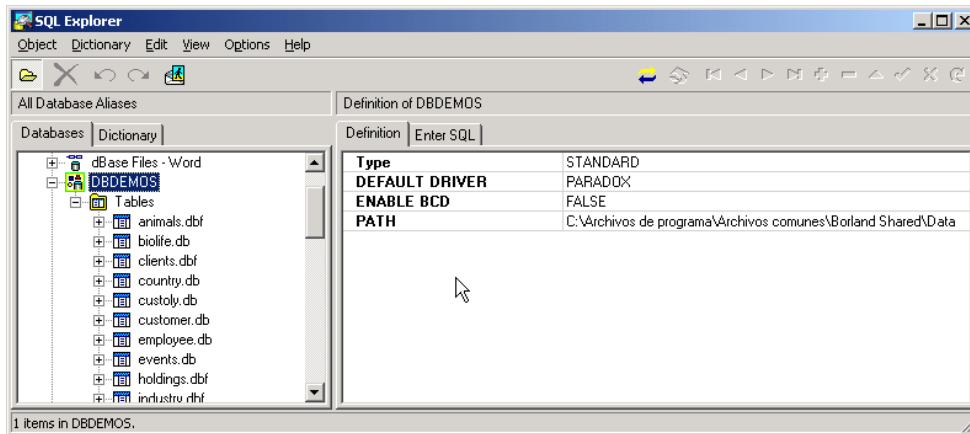 SQL Explorer
Object Dictionary Edit View Options Help
All Database Aliases
Definition of DBDEMOS
Databases Dictionary
Definition Enter SQL
dBase Files - Word
DBDEMOS
Tables
animals.dbf
biolife.db
clients.dbf
country.db
custoly.db
customer.db
employee.db
events.db
holdings.dbf
industry.dbf
Type STANDARD
DEFAULT DRIVER PARADOX
ENABLE BCD FALSE
PATH C:\Archivos de programa\Archivos comunes\Borland Shared\Data
1 items in DBDEMOS.